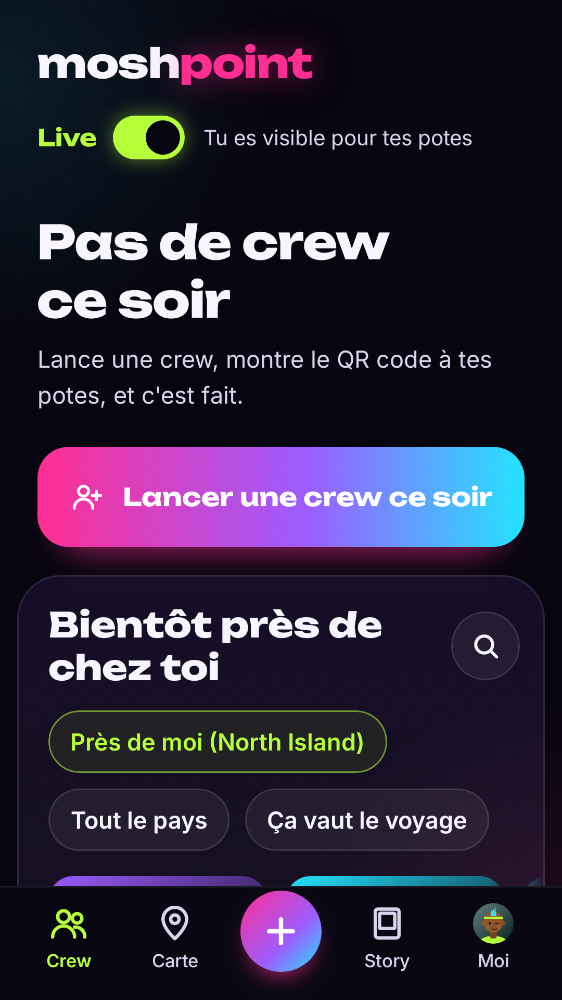 moshpoint
Live
Tu es visible pour tes potes
Pas de crew
ce soir
Lance une crew, montre le QR code à tes
potes, et c'est fait.
Lancer une crew ce soir
Bientôt près de
chez toi
Près de moi (North Island)
Tout le pays
Ça vaut le voyage
Crew
Carte
Story
Moi